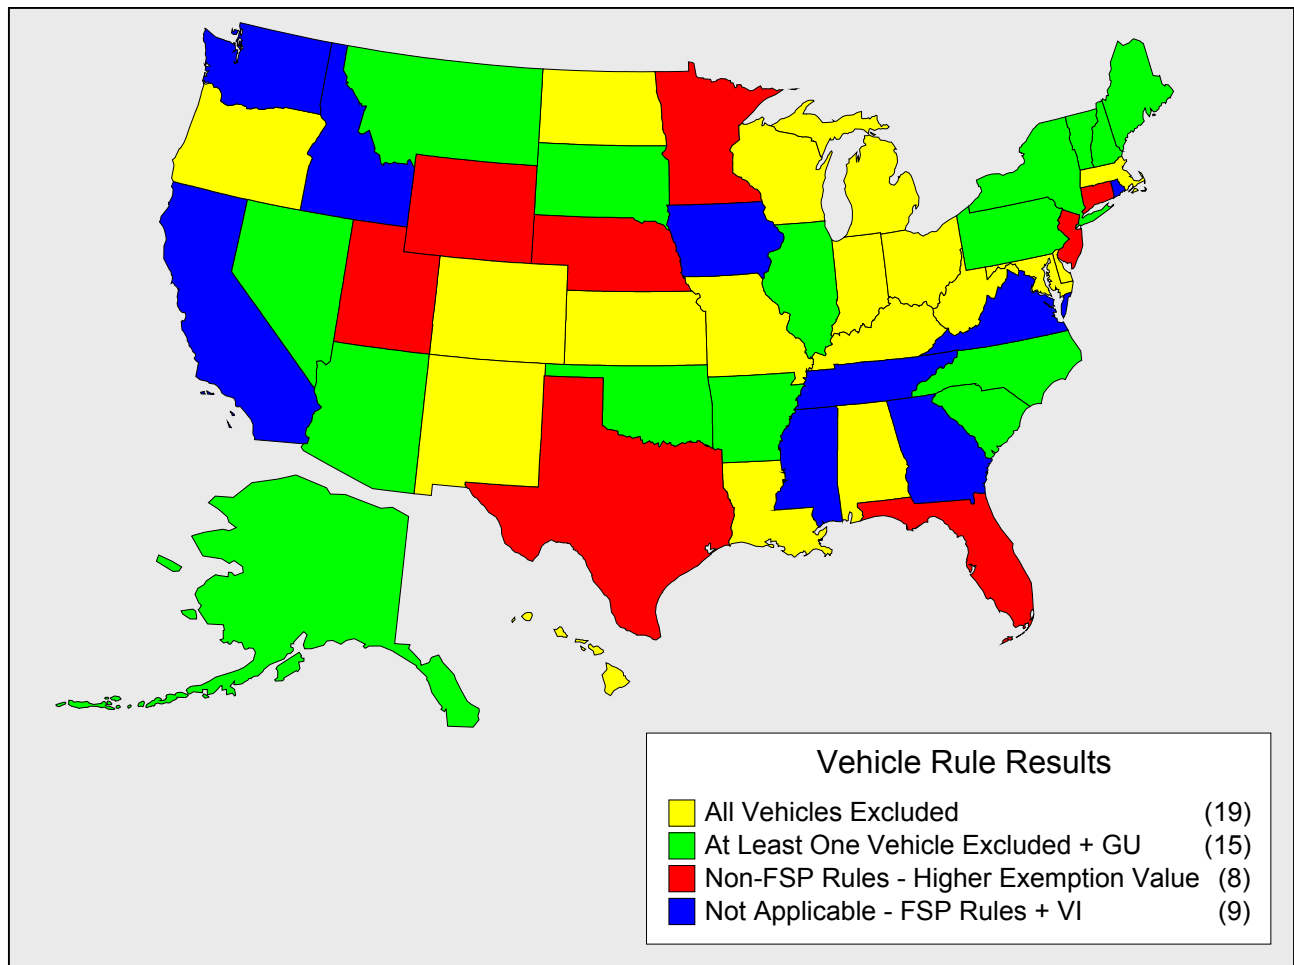 Vehicle Rule Results
All Vehicles Excluded (19)
At Least One Vehicle Excluded + GU (15)
Non-FSP Rules - Higher Exemption Value (8)
Not Applicable - FSP Rules + VI (9)